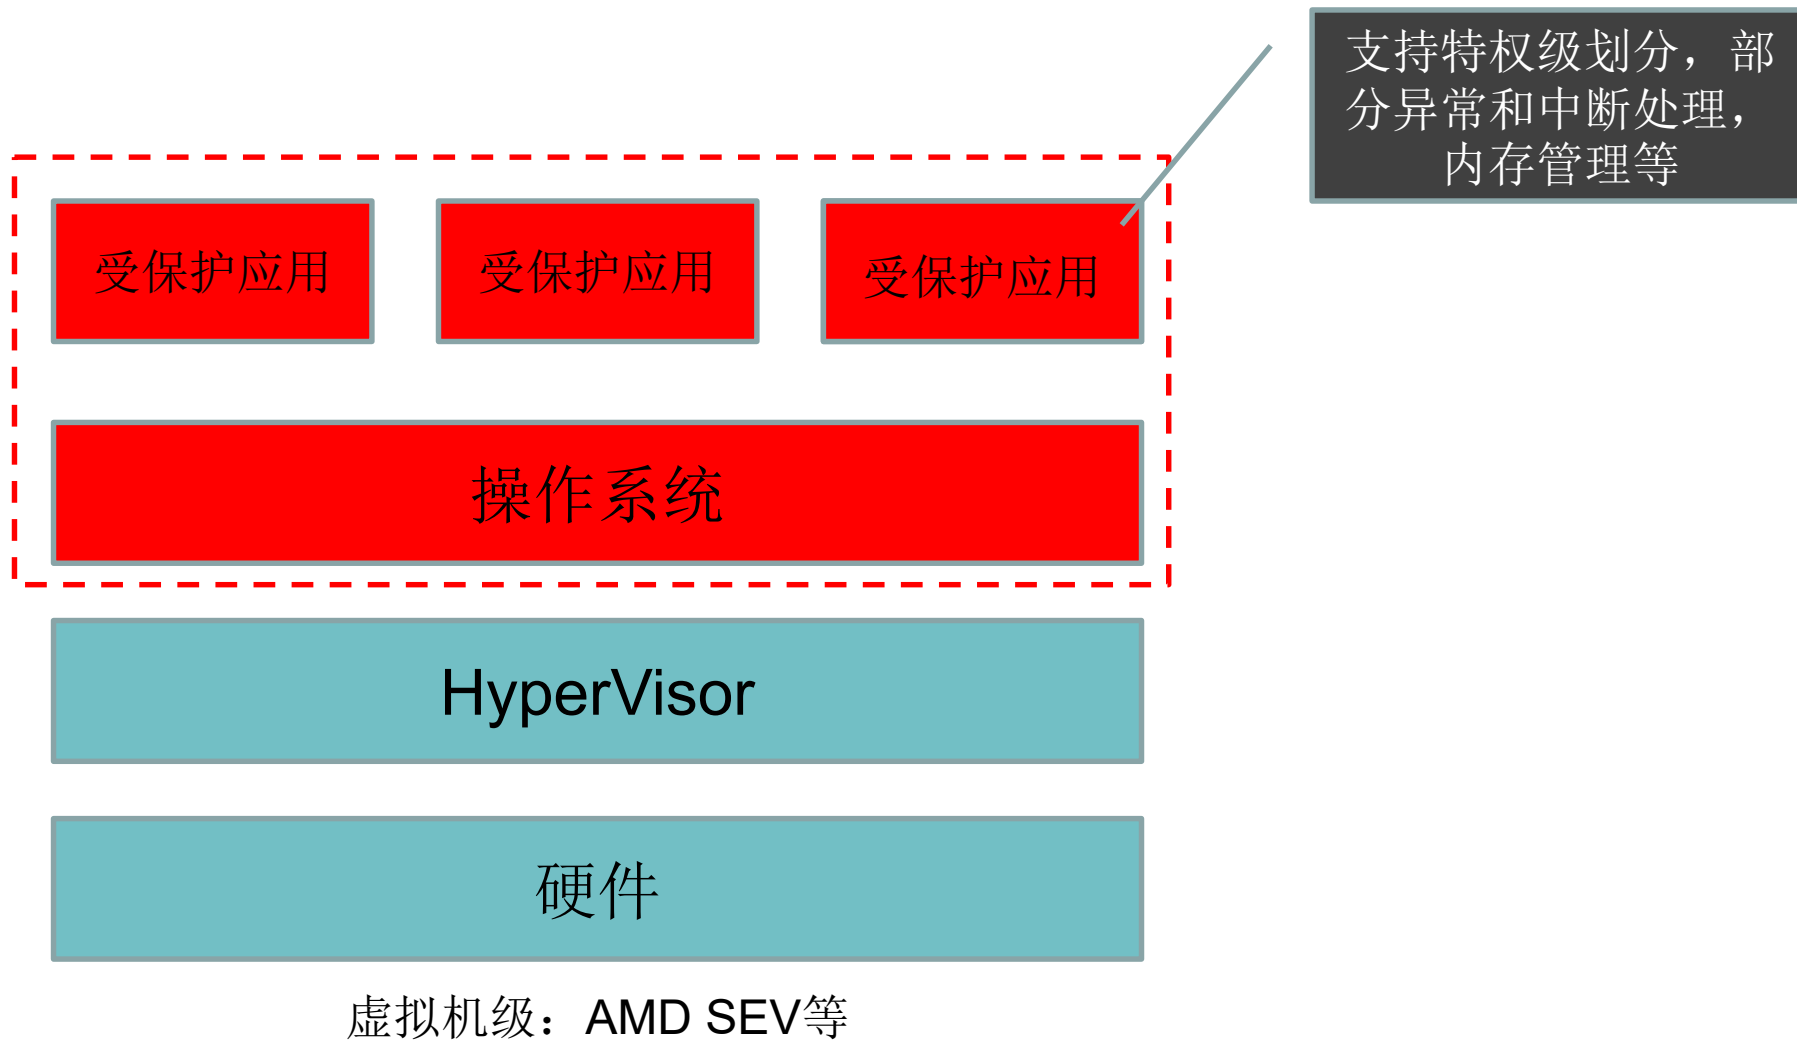 支持特权级划分，部
分异常和中断处理，
内存管理等
受保护应用
受保护应用
受保护应用
操作系统
HyperVisor
硬件
虚拟机级：AMD SEV等